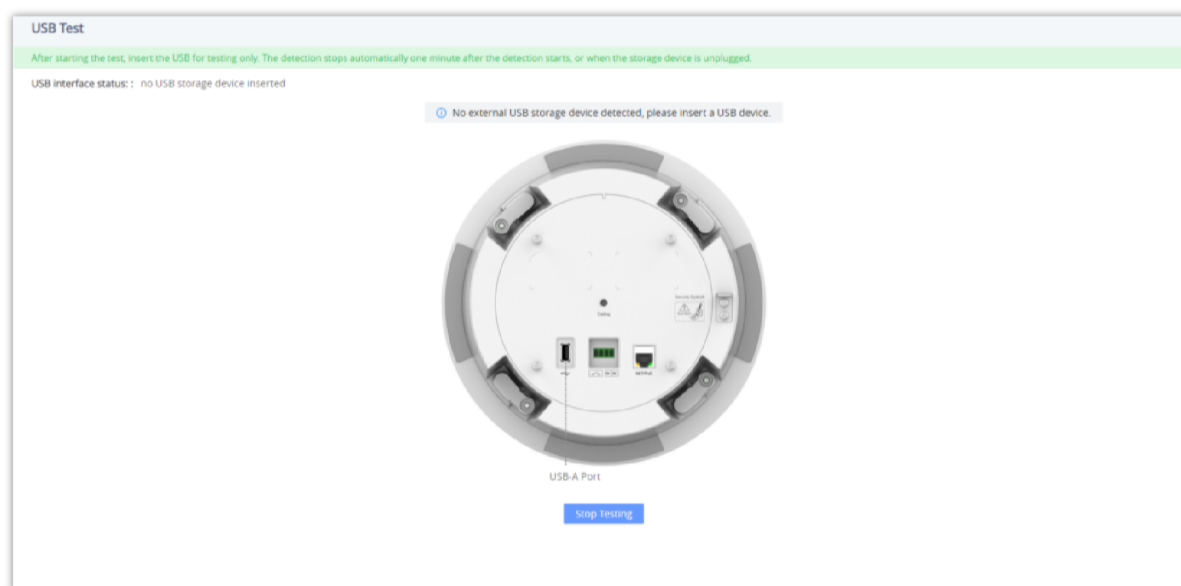 USB Test
After starting the test, insert the USB for testing only. The detection stops automatically one minute after the detection starts, or when the storage device is unplugged.
USB interface status: : no USB storage device inserted
No external USB storage device detected, please insert a USB device.
USB-A Port
Stop Testing